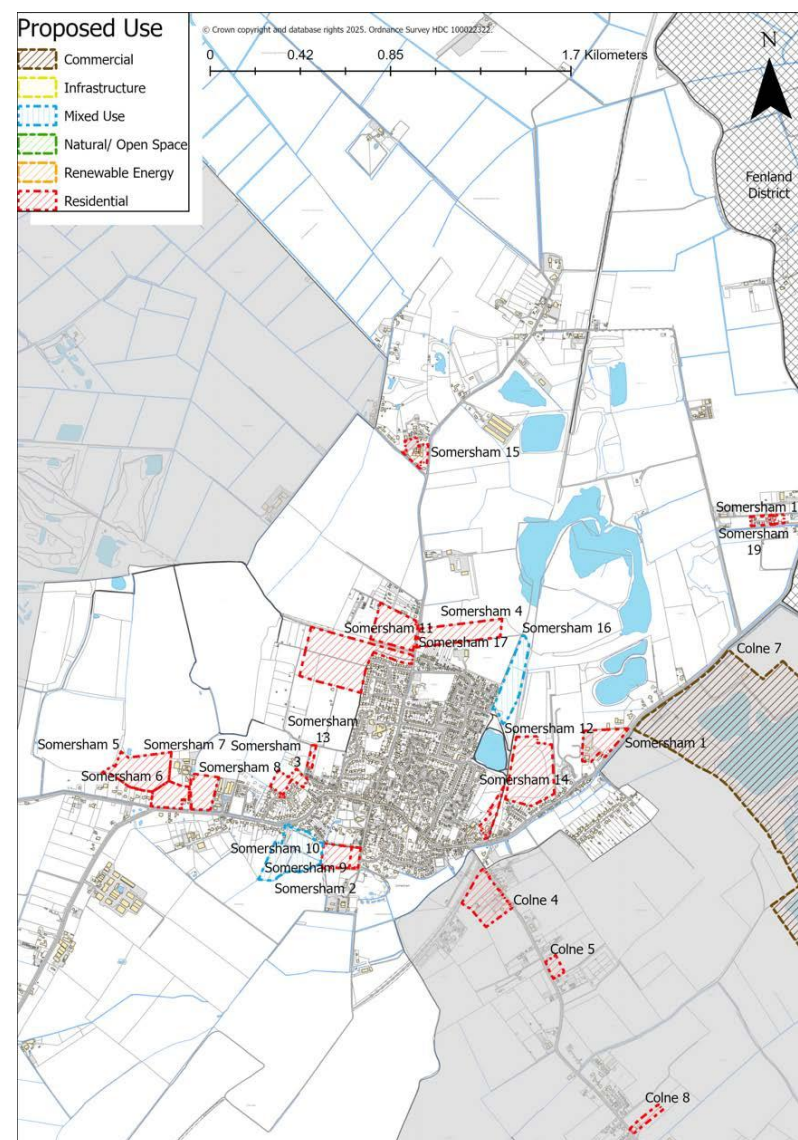 Proposed Use
Commercial
Infrastructure
Mixed Use
Natural/ Open Space
Renewable Energy
Residential
© Crown copyright and database rights 2025. Ordnance Survey HDC 100022322.
0 0.42 0.85 1.7 Kilometers
N
Fenland
District
Somersham 15
Somersham 1
Somersham
19
Somersham 4
Somersham 11
Somersham 16
Somersham 17
Colne 7
Somersham
13
Somersham 12
Somersham 5
Somersham 7
Somersham
3
Somersham 1
Somersham 6
Somersham 8
Somersham 14
Somersham 10
Somersham 9
Somersham 2
Colne 4
Colne 5
Colne 8